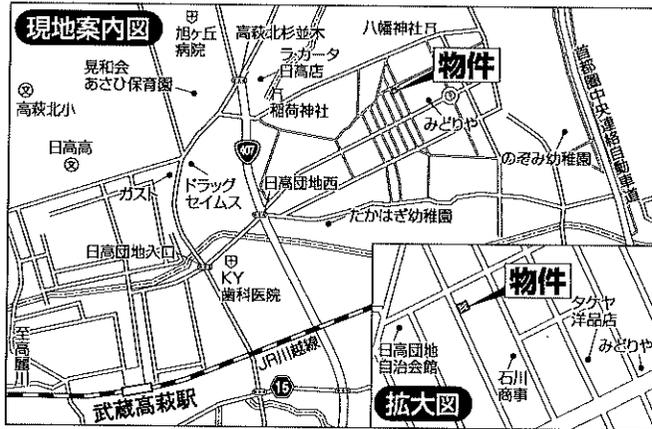 現地案内図
旭ヶ丘
病院
高萩北杉並木
ラ・カータ
日高店
八幡神社
物件
首都圏中央連絡自動車道
晃和会
あさひ保育園
文
高萩北小
稲荷神社
みどりや
日高高
文
407
のぞみ幼稚園
ガスト
ドラッグ
セイムス
日高団地西
たかはぎ幼稚園
日高団地入口
KY
歯科医院
至高麗川
JR川越線
15
武蔵高萩駅
物件
タケヤ
洋品店
みどりや
日高団地
自治会館
石川
商事
拡大図